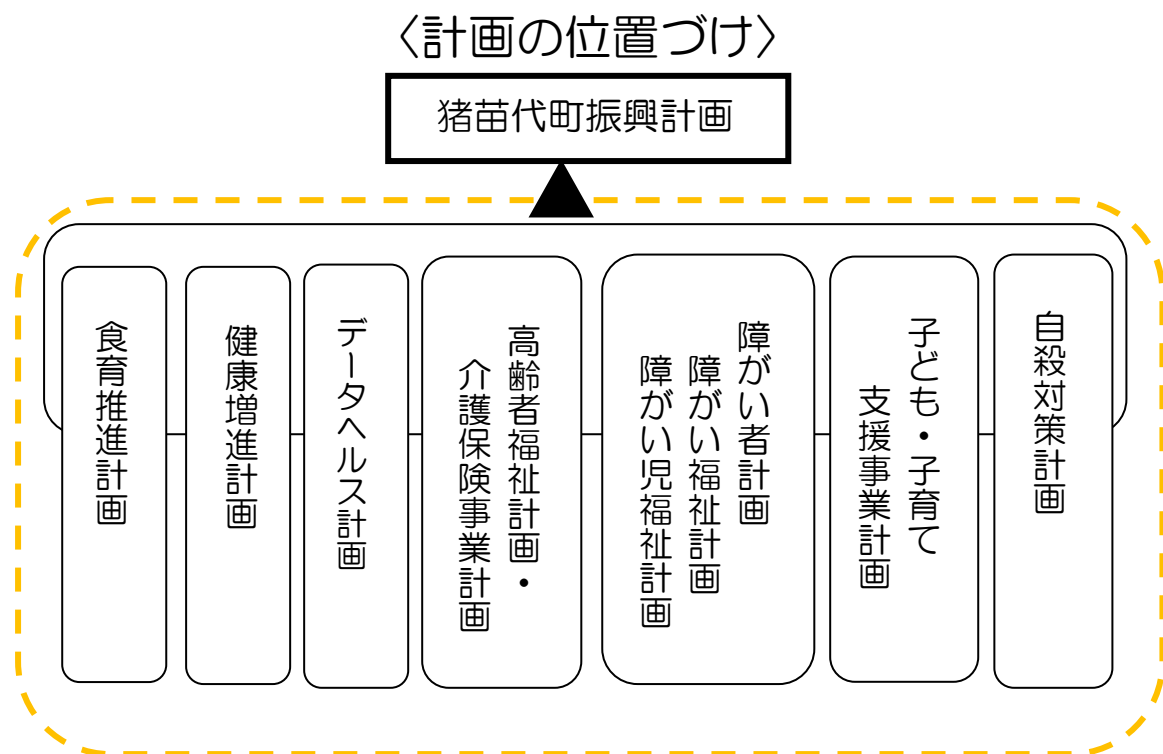 〈計画の位置づけ〉
猪苗代町振興計画
食育推進計画
健康増進計画
データヘルス計画
高齢者福祉計画・
介護保険事業計画
障がい者計画
障がい福祉計画
障がい児福祉計画
子ども・子育て
支援事業計画
自殺対策計画